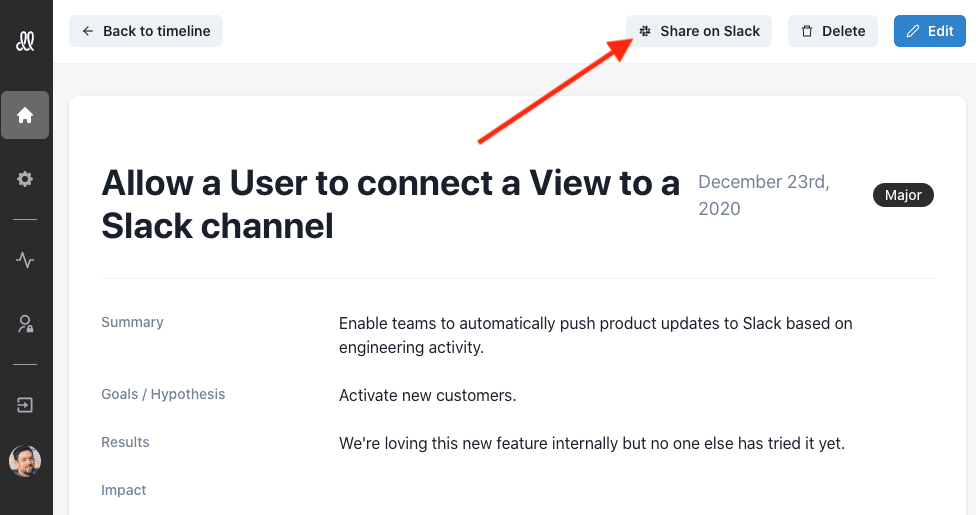 Back to timeline
Share on Slack
Delete
Edit
Allow a User to connect a View to a
Slack channel
December 23rd,
2020
Major
Summary
Enable teams to automatically push product updates to Slack based on
engineering activity.
Goals / Hypothesis
Activate new customers.
Results
We're loving this new feature internally but no one else has tried it yet.
Impact